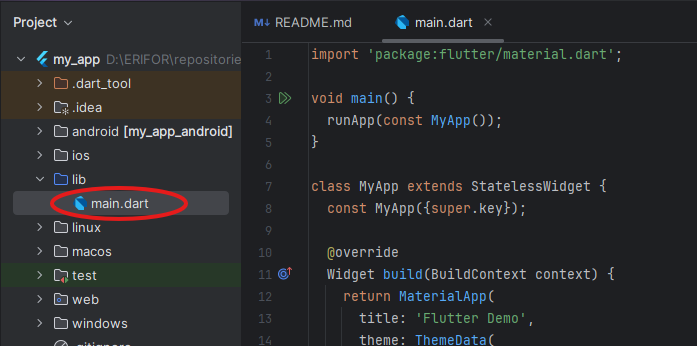 Project
my_app D:\ERIFOR\repositorie
.dart_tool
.idea
android [my_app_android]
ios
lib
main.dart
linux
macos
test
web
windows
.gitignore
README.md
main.dart
1 import 'package:flutter/material.dart';
2
3 void main() {
4 runApp(const MyApp());
5 }
6
7 class MyApp extends StatelessWidget {
8 const MyApp({super.key});
9
10 @override
11 Widget build(BuildContext context) {
12 return MaterialApp(
13 title: 'Flutter Demo',
14 theme: ThemeData(